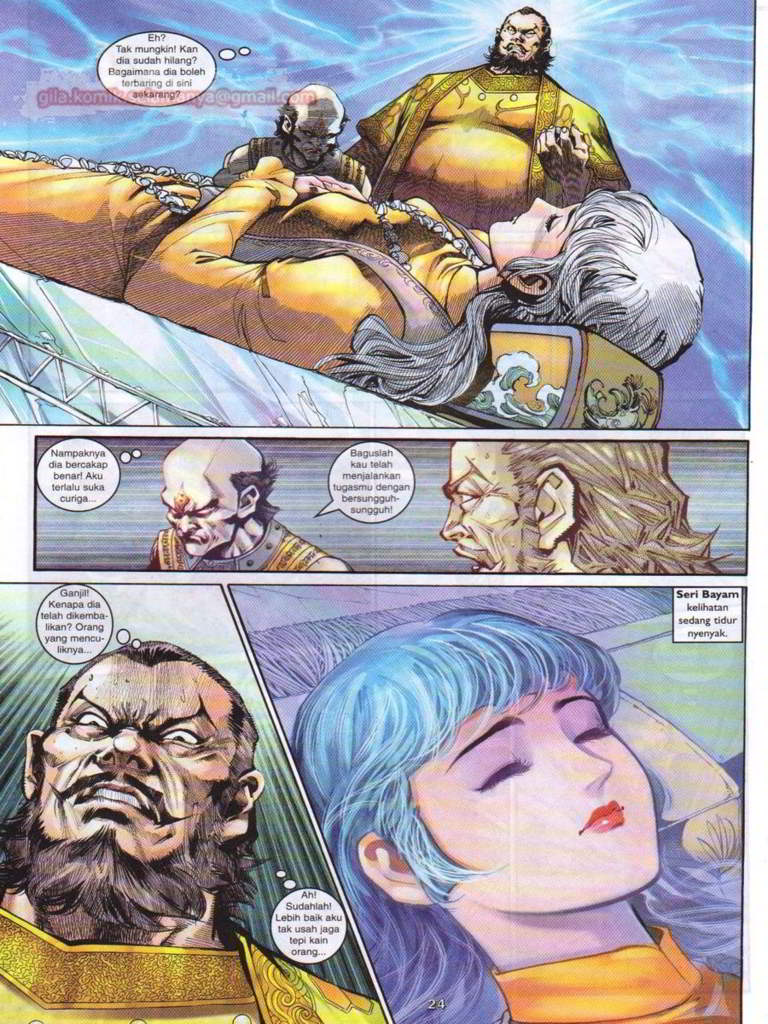 Eh?
Tak mungkin! Kan
dia sudah hilang?
Bagaimana dia boleh
terbaring di sini
sekarang?
Nampaknya
dia bercakap
benar! Aku
terlalu suka
curiga...
Baguslah
kau telah
menjalankan
tugasmu dengan
bersungguh-
sungguh!
Ganjil!
Kenapa dia
telah dikemba-
likan? Orang
yang mencu-
liknya...
Seri Bayam
kelihatan
sedang tidur
nyenyak.
Ah!
Sudahlah!
Lebih baik aku
tak usah jaga
tepi kain
orang...
24